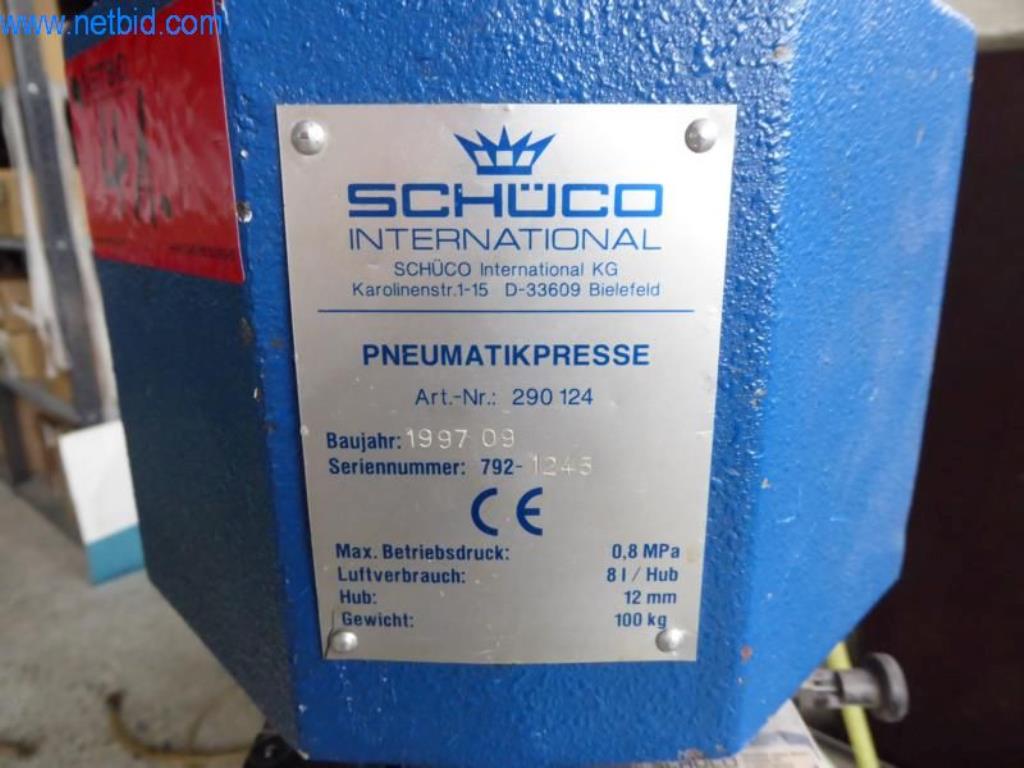 www.netbid.com
SCHÜCO
INTERNATIONAL
SCHÜCO International KG
Karolinenstr.1-15 D-33609 Bielefeld
PNEUMATIKPRESSE
Art.-Nr.: 290 124
Baujahr: 1997 09
Seriennummer: 792-1243
CE
Max. Betriebsdruck: 0,8 MPa
Luftverbrauch: 8 l / Hub
Hub: 12 mm
Gewicht: 100 kg